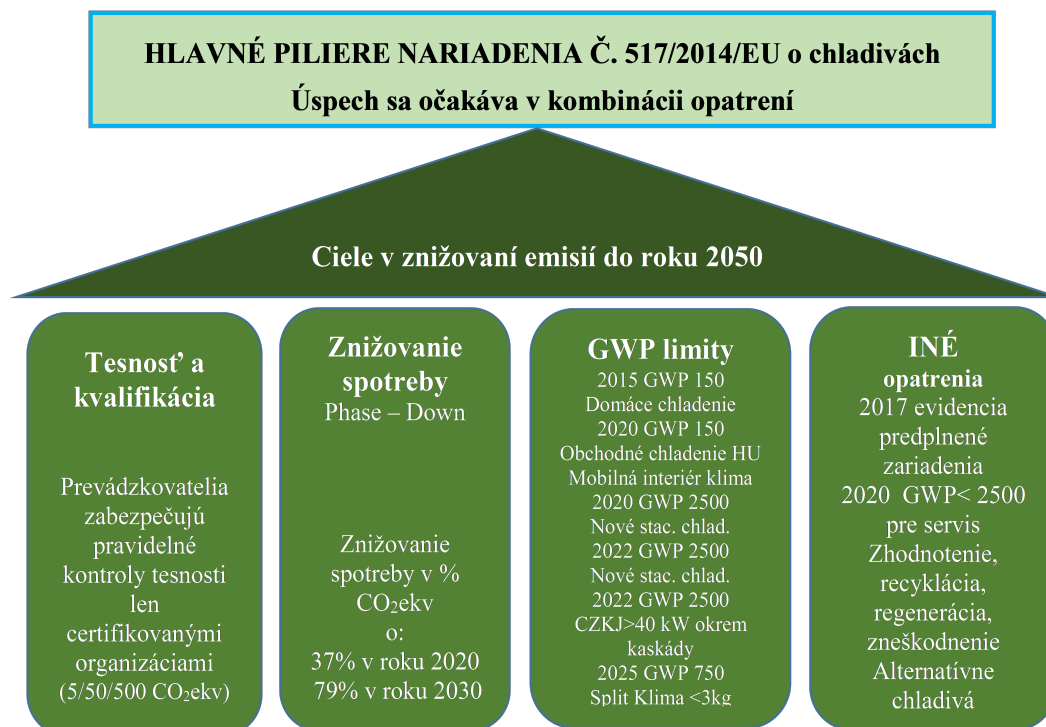 HLAVNÉ PILIERE NARIADENIA Č. 517/2014/EU o chladivách
Úspech sa očakáva v kombinácii opatrení
Ciele v znižovaní emisií do roku 2050
Tesnosť a
kvalifikácia
Prevádzkovatelia
zabezpečujú
pravidelné
kontroly tesnosti
len
certifikovanými
organizáciami
(5/50/500 CO₂ekv)
Znižovanie
spotreby
Phase – Down
Znižovanie
spotreby v %
CO₂ekv
o:
37% v roku 2020
79% v roku 2030
GWP limity
2015 GWP 150
Domáce chladenie
2020 GWP 150
Obchodné chladenie HU
Mobilná interiér klima
2020 GWP 2500
Nové stac. chlad.
2022 GWP 2500
Nové stac. chlad.
2022 GWP 2500
CZKJ>40 kW okrem
kaskády
2025 GWP 750
Split Klima <3kg
INÉ
opatrenia
2017 evidencia
predplnené
zariadenia
2020  GWP< 2500
pre servis
Zhodnotenie,
recyklácia,
regenerácia,
zneškodnenie
Alternatívne
chladivá